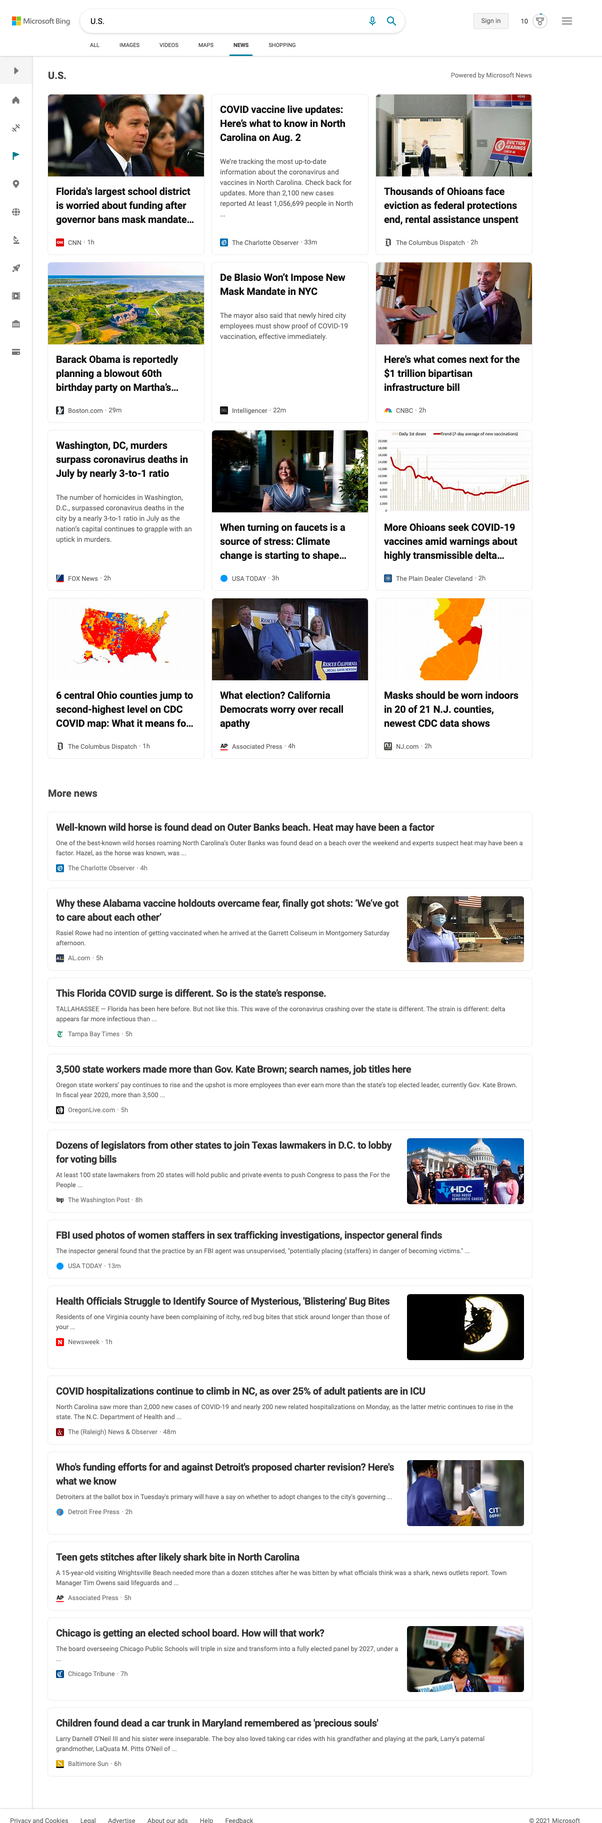 Microsoft Bing
U.S.
Sign in
10
ALL
IMAGES
VIDEOS
MAPS
NEWS
SHOPPING
U.S.
Powered by Microsoft News
Florida's largest school district
is worried about funding after
governor bans mask mandate...
CNN · 1h
COVID vaccine live updates:
Here's what to know in North
Carolina on Aug. 2
We're tracking the most up-to-date
information about the coronavirus and
vaccines in North Carolina. Check back for
updates. More than 2,100 new cases
reported At least 1,056,699 people in North
...
The Charlotte Observer · 33m
EVICTION
HEARINGS
Thousands of Ohioans face
eviction as federal protections
end, rental assistance unspent
The Columbus Dispatch · 2h
Barack Obama is reportedly
planning a blowout 60th
birthday party on Martha's...
Boston.com · 29m
De Blasio Won't Impose New
Mask Mandate in NYC
The mayor also said that newly hired city
employees must show proof of COVID-19
vaccination, effective immediately.
Intelligencer · 22m
Here's what comes next for the
$1 trillion bipartisan
infrastructure bill
CNBC · 2h
Washington, DC, murders
surpass coronavirus deaths in
July by nearly 3-to-1 ratio
The number of homicides in Washington,
D.C., surpassed coronavirus deaths in the
city by a nearly 3-to-1 ratio in July as the
nation's capital continues to grapple with an
uptick in murders.
FOX News · 2h
When turning on faucets is a
source of stress: Climate
change is starting to shape...
USA TODAY · 3h
Daily 1st doses
Trend (7-day average of new vaccinations)
20,000
18,000
16,000
14,000
12,000
10,000
8,000
6,000
4,000
2,000
0
More Ohioans seek COVID-19
vaccines amid warnings about
highly transmissible delta...
The Plain Dealer Cleveland · 2h
6 central Ohio counties jump to
second-highest level on CDC
COVID map: What it means fo...
The Columbus Dispatch · 1h
RESCUE CALIFORNIA
What election? California
Democrats worry over recall
apathy
AP
Associated Press · 4h
Masks should be worn indoors
in 20 of 21 N.J. counties,
newest CDC data shows
NJ.com · 2h
More news
Well-known wild horse is found dead on Outer Banks beach. Heat may have been a factor
One of the best-known wild horses roaming North Carolina's Outer Banks was found dead on a beach over the weekend and experts suspect heat may have been a
factor. Hazel, as the horse was known, was ...
The Charlotte Observer · 4h
Why these Alabama vaccine holdouts overcame fear, finally got shots: 'We've got
to care about each other'
Rasiel Rowe had no intention of getting vaccinated when he arrived at the Garrett Coliseum in Montgomery Saturday
afternoon.
AL.com · 5h
This Florida COVID surge is different. So is the state's response.
TALLAHASSEE — Florida has been here before. But not like this. This wave of the coronavirus crashing over the state is different. The strain is different: delta
appears far more infectious than ...
Tampa Bay Times · 5h
3,500 state workers made more than Gov. Kate Brown; search names, job titles here
Oregon state workers' pay continues to rise and the upshot is more employees than ever earn more than the state's top elected leader, currently Gov. Kate Brown.
In fiscal year 2020, more than 3,500 ...
OregonLive.com · 5h
Dozens of legislators from other states to join Texas lawmakers in D.C. to lobby
for voting bills
At least 100 state lawmakers from 20 states will hold public and private events to push Congress to pass the For the
People ...
wp
The Washington Post · 8h
HDC
FBI used photos of women staffers in sex trafficking investigations, inspector general finds
The inspector general found that the practice by an FBI agent was unsupervised, "potentially placing (staffers) in danger of becoming victims." ...
USA TODAY · 13m
Health Officials Struggle to Identify Source of Mysterious, 'Blistering' Bug Bites
Residents of one Virginia county have been complaining of itchy, red bug bites that stick around longer than those of
your ...
N
Newsweek · 1h
COVID hospitalizations continue to climb in NC, as over 25% of adult patients are in ICU
North Carolina saw more than 2,000 new cases of COVID-19 and nearly 200 new related hospitalizations on Monday, as the latter metric continues to rise in the
state. The N.C. Department of Health and ...
The (Raleigh) News & Observer · 48m
Who's funding efforts for and against Detroit's proposed charter revision? Here's
what we know
Detroiters at the ballot box in Tuesday's primary will have a say on whether to adopt changes to the city's governing ...
Detroit Free Press · 2h
CITY
Teen gets stitches after likely shark bite in North Carolina
A 15-year-old visiting Wrightsville Beach needed more than a dozen stitches after he was bitten by what officials think was a shark, news outlets report. Town
Manager Tim Owens said lifeguards and ...
AP
Associated Press · 5h
Chicago is getting an elected school board. How will that work?
The board overseeing Chicago Public Schools will triple in size and transform into a fully elected panel by 2027, under a
...
Chicago Tribune · 7h
Children found dead a car trunk in Maryland remembered as 'precious souls'
Larry Darnell O'Neil III and his sister were inseparable. The boy also loved taking car rides with his grandfather and playing at the park, Larry's paternal
grandmother, LaQuata M. Pitts O'Neil of ...
Baltimore Sun · 6h
Privacy and Cookies
Legal
Advertise
About our ads
Help
Feedback
© 2021 Microsoft